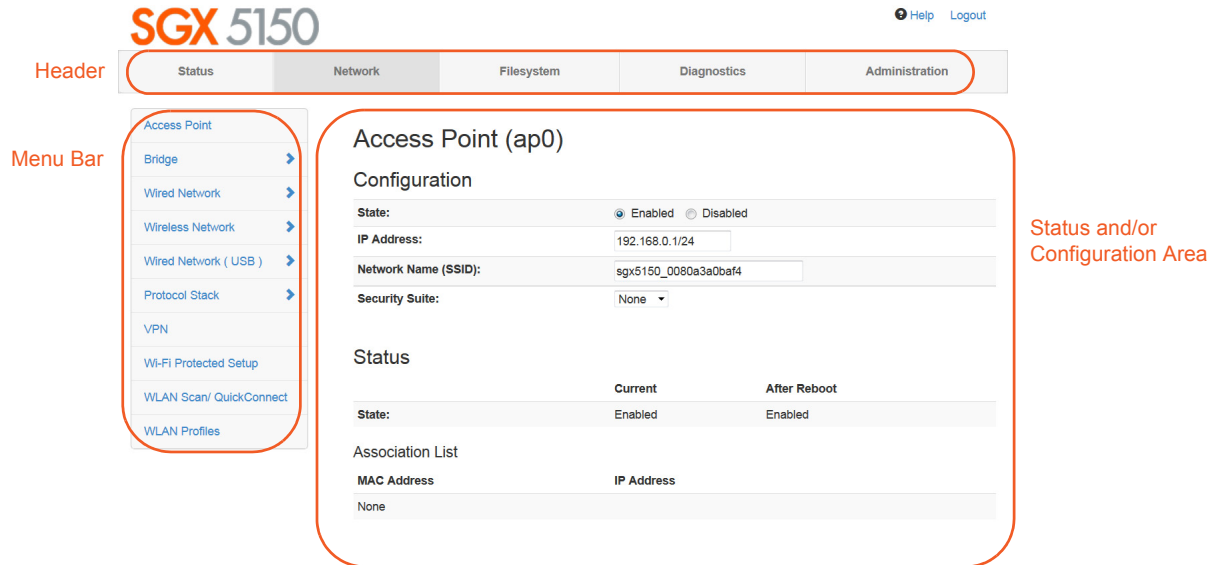 SGX 5150
Help Logout
Header
Status Network Filesystem Diagnostics Administration
Menu Bar
Access Point
Bridge
Wired Network
Wireless Network
Wired Network ( USB )
Protocol Stack
VPN
Wi-Fi Protected Setup
WLAN Scan/ QuickConnect
WLAN Profiles
Access Point (ap0)
Configuration
State: Enabled Disabled
IP Address: 192.168.0.1/24
Network Name (SSID): sgx5150_0080a3a0baf4
Security Suite: None
Status
Current After Reboot
State: Enabled Enabled
Association List
MAC Address IP Address
None
Status and/or
Configuration Area